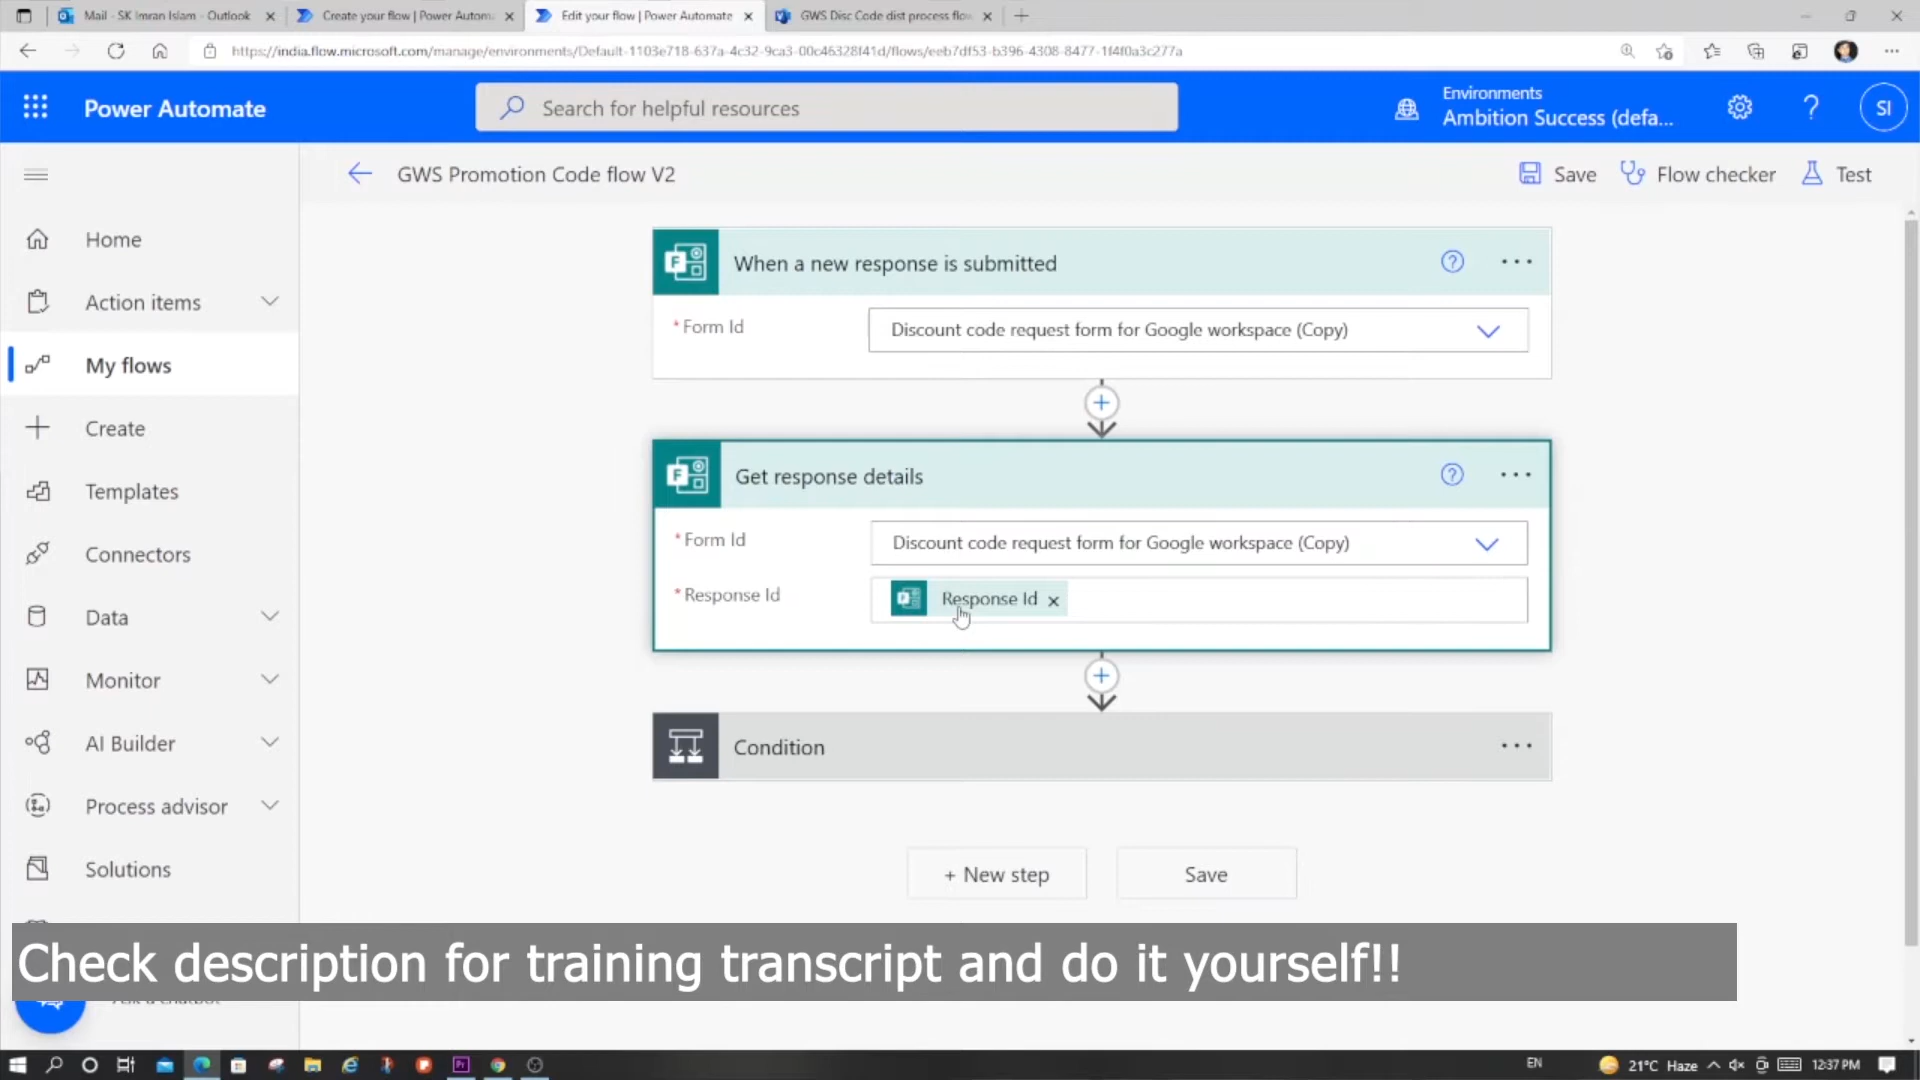 Mail - SK Imran Islam - Outlook
Create your flow | Power Autom
Edit your flow | Power Automate
GWS Disc Code dist process flo
https://india.flow.microsoft.com/manage/environments/Default-1103e718-637a-4c32-9ca3-00c46328f41d/flows/eeb7df53-b396-4308-8477-1f4f0a3c277a
Power Automate
Search for helpful resources
Environments
Ambition Success (defa...
SI
GWS Promotion Code flow V2
Save
Flow checker
Test
Home
Action items
My flows
Create
Templates
Connectors
Data
Monitor
AI Builder
Process advisor
Solutions
When a new response is submitted
* Form Id
Discount code request form for Google workspace (Copy)
Get response details
* Form Id
Discount code request form for Google workspace (Copy)
* Response Id
Response Id
Condition
+ New step
Save
Check description for training transcript and do it yourself!!
EN
21°C Haze
12:37 PM